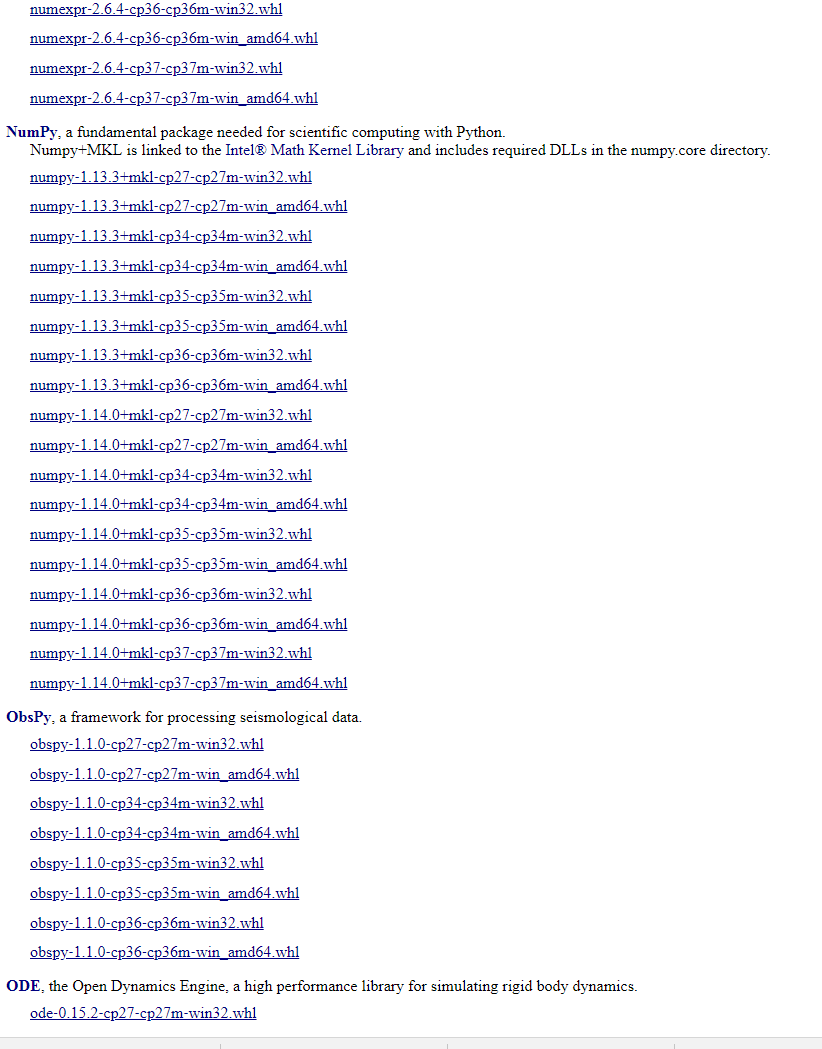 numexpr-2.6.4-cp36-cp36m-win32.whl
numexpr-2.6.4-cp36-cp36m-win_amd64.whl
numexpr-2.6.4-cp37-cp37m-win32.whl
numexpr-2.6.4-cp37-cp37m-win_amd64.whl
NumPy, a fundamental package needed for scientific computing with Python.
Numpy+MKL is linked to the Intel® Math Kernel Library and includes required DLLs in the numpy.core directory.
numpy-1.13.3+mkl-cp27-cp27m-win32.whl
numpy-1.13.3+mkl-cp27-cp27m-win_amd64.whl
numpy-1.13.3+mkl-cp34-cp34m-win32.whl
numpy-1.13.3+mkl-cp34-cp34m-win_amd64.whl
numpy-1.13.3+mkl-cp35-cp35m-win32.whl
numpy-1.13.3+mkl-cp35-cp35m-win_amd64.whl
numpy-1.13.3+mkl-cp36-cp36m-win32.whl
numpy-1.13.3+mkl-cp36-cp36m-win_amd64.whl
numpy-1.14.0+mkl-cp27-cp27m-win32.whl
numpy-1.14.0+mkl-cp27-cp27m-win_amd64.whl
numpy-1.14.0+mkl-cp34-cp34m-win32.whl
numpy-1.14.0+mkl-cp34-cp34m-win_amd64.whl
numpy-1.14.0+mkl-cp35-cp35m-win32.whl
numpy-1.14.0+mkl-cp35-cp35m-win_amd64.whl
numpy-1.14.0+mkl-cp36-cp36m-win32.whl
numpy-1.14.0+mkl-cp36-cp36m-win_amd64.whl
numpy-1.14.0+mkl-cp37-cp37m-win32.whl
numpy-1.14.0+mkl-cp37-cp37m-win_amd64.whl
ObsPy, a framework for processing seismological data.
obspy-1.1.0-cp27-cp27m-win32.whl
obspy-1.1.0-cp27-cp27m-win_amd64.whl
obspy-1.1.0-cp34-cp34m-win32.whl
obspy-1.1.0-cp34-cp34m-win_amd64.whl
obspy-1.1.0-cp35-cp35m-win32.whl
obspy-1.1.0-cp35-cp35m-win_amd64.whl
obspy-1.1.0-cp36-cp36m-win32.whl
obspy-1.1.0-cp36-cp36m-win_amd64.whl
ODE, the Open Dynamics Engine, a high performance library for simulating rigid body dynamics.
ode-0.15.2-cp27-cp27m-win32.whl